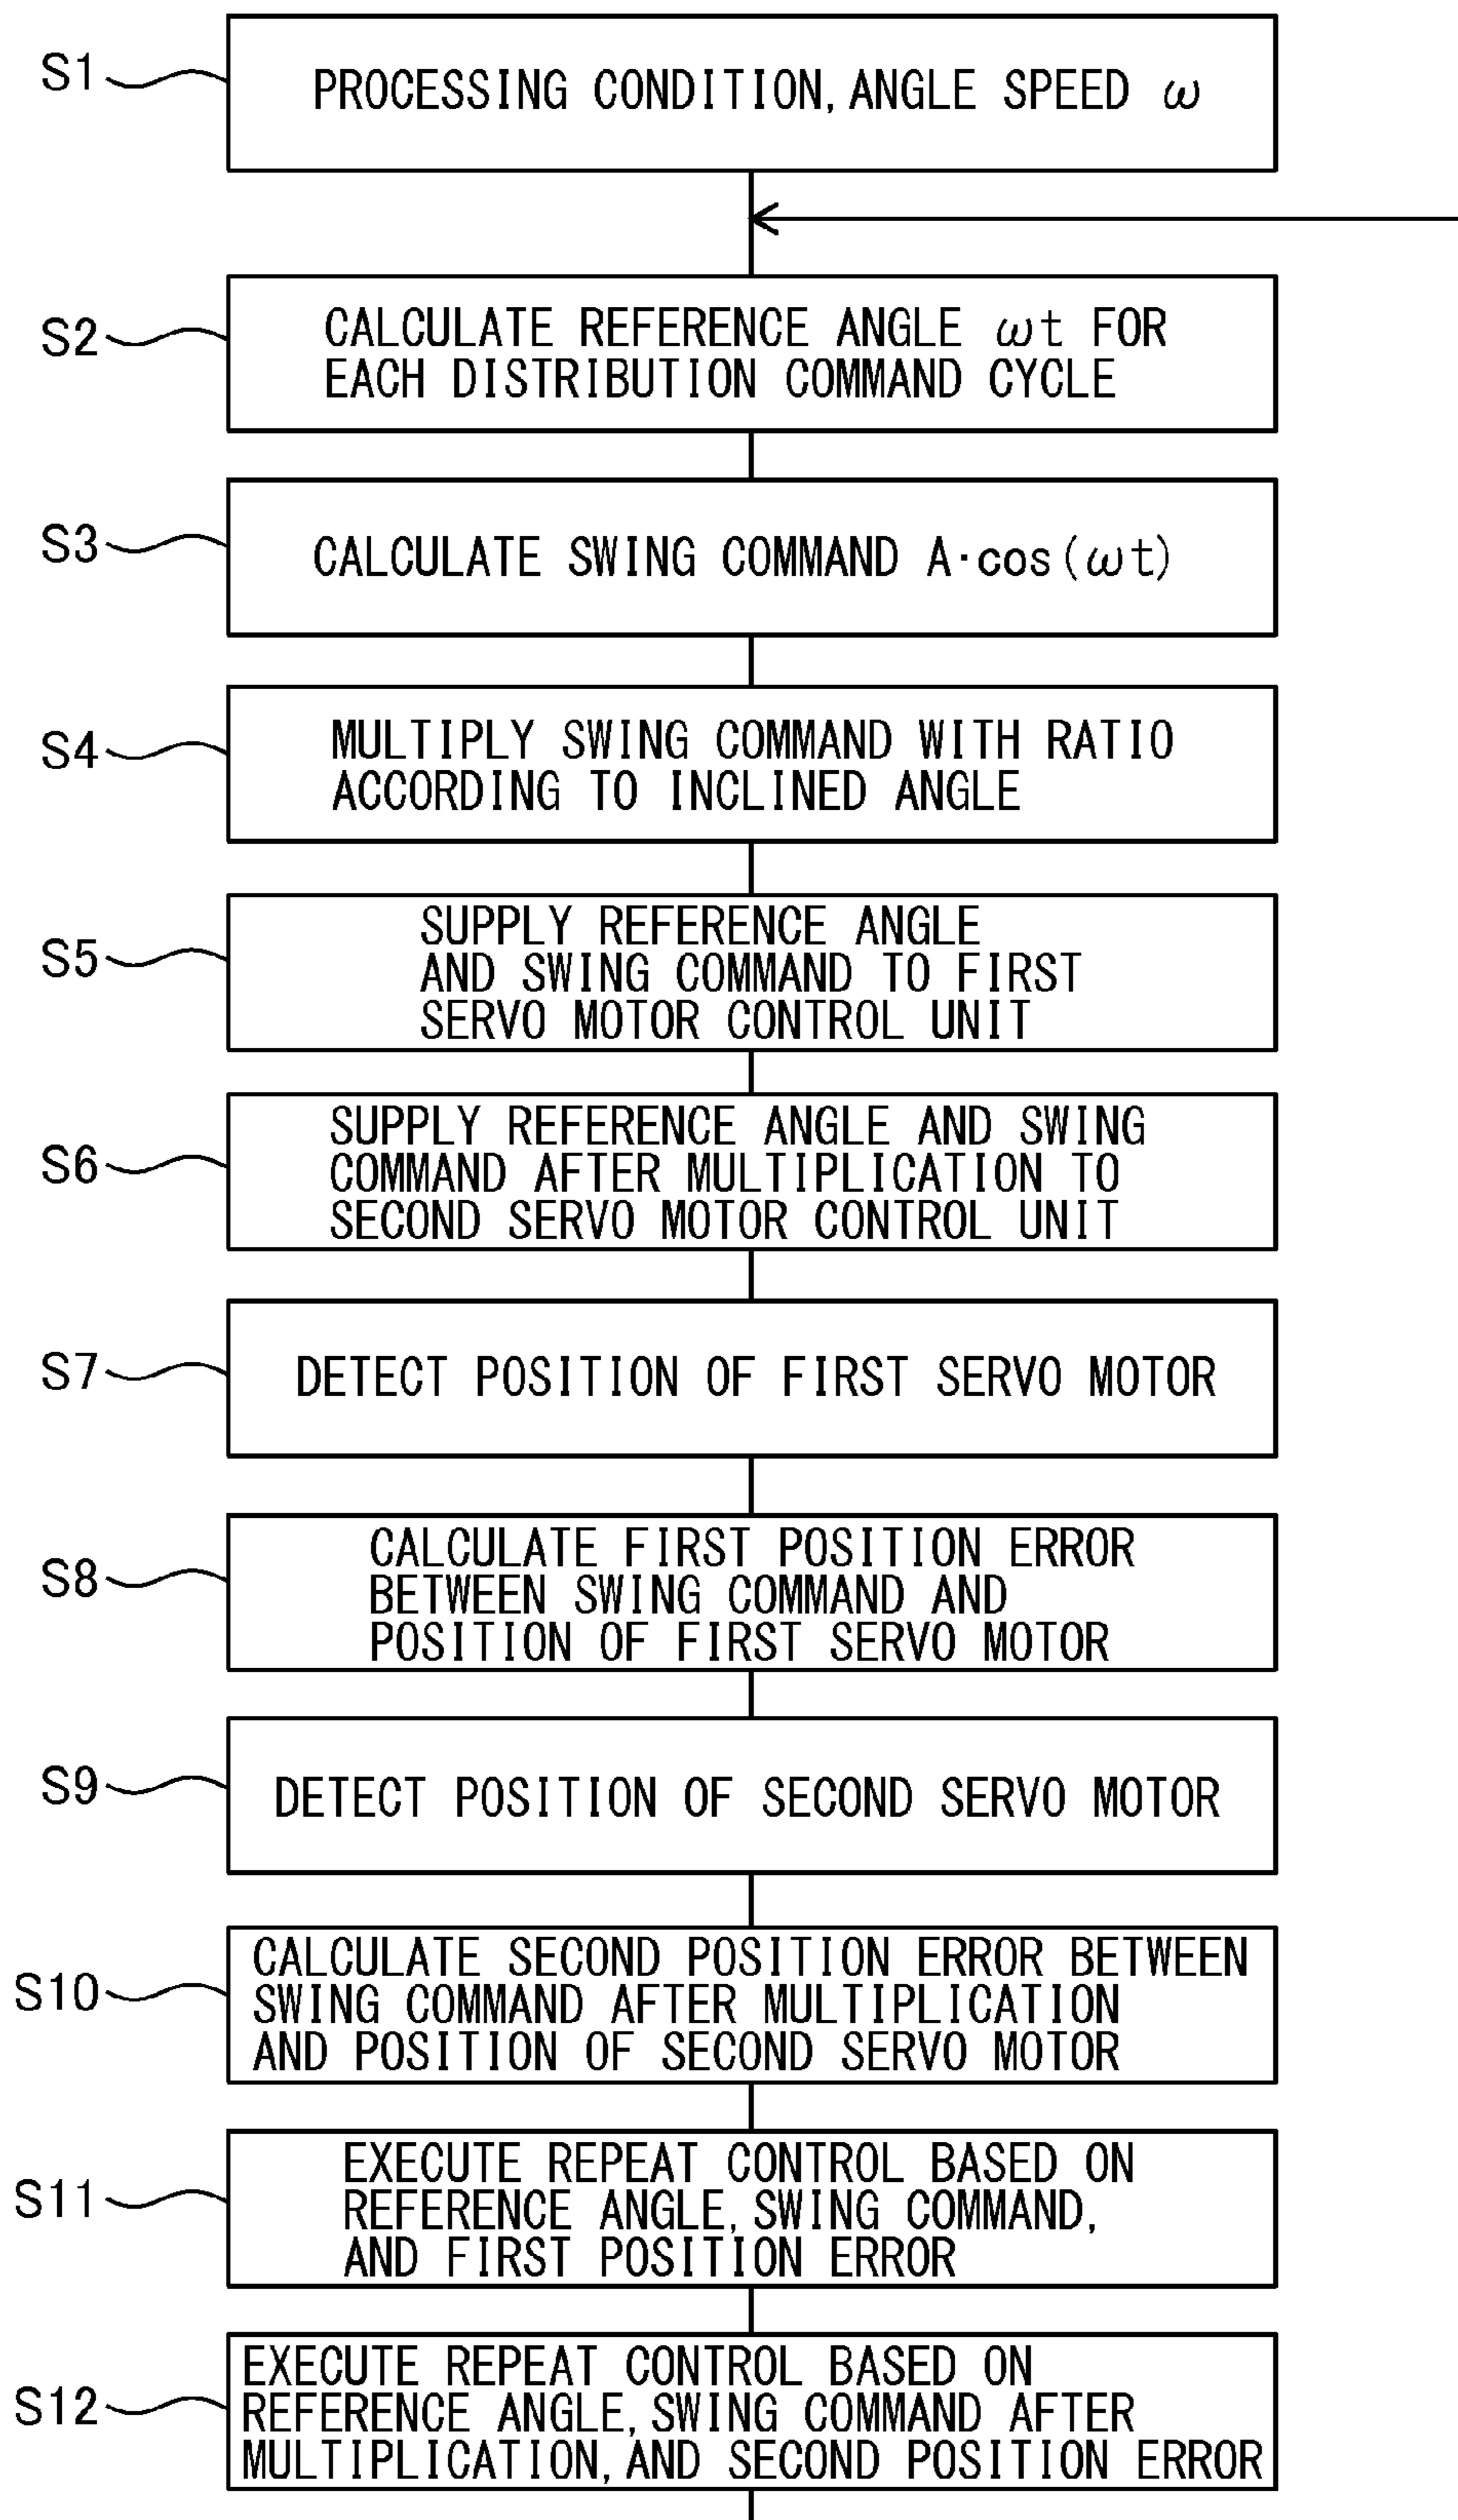 S1
PROCESSING CONDITION, ANGLE SPEED ω
S2
CALCULATE REFERENCE ANGLE ωt FOR
EACH DISTRIBUTION COMMAND CYCLE
S3
CALCULATE SWING COMMAND A·cos(ωt)
S4
MULTIPLY SWING COMMAND WITH RATIO
ACCORDING TO INCLINED ANGLE
S5
SUPPLY REFERENCE ANGLE
AND SWING COMMAND TO FIRST
SERVO MOTOR CONTROL UNIT
S6
SUPPLY REFERENCE ANGLE AND SWING
COMMAND AFTER MULTIPLICATION TO
SECOND SERVO MOTOR CONTROL UNIT
S7
DETECT POSITION OF FIRST SERVO MOTOR
S8
CALCULATE FIRST POSITION ERROR
BETWEEN SWING COMMAND AND
POSITION OF FIRST SERVO MOTOR
S9
DETECT POSITION OF SECOND SERVO MOTOR
S10
CALCULATE SECOND POSITION ERROR BETWEEN
SWING COMMAND AFTER MULTIPLICATION
AND POSITION OF SECOND SERVO MOTOR
S11
EXECUTE REPEAT CONTROL BASED ON
REFERENCE ANGLE, SWING COMMAND,
AND FIRST POSITION ERROR
S12
EXECUTE REPEAT CONTROL BASED ON
REFERENCE ANGLE, SWING COMMAND AFTER
MULTIPLICATION, AND SECOND POSITION ERROR